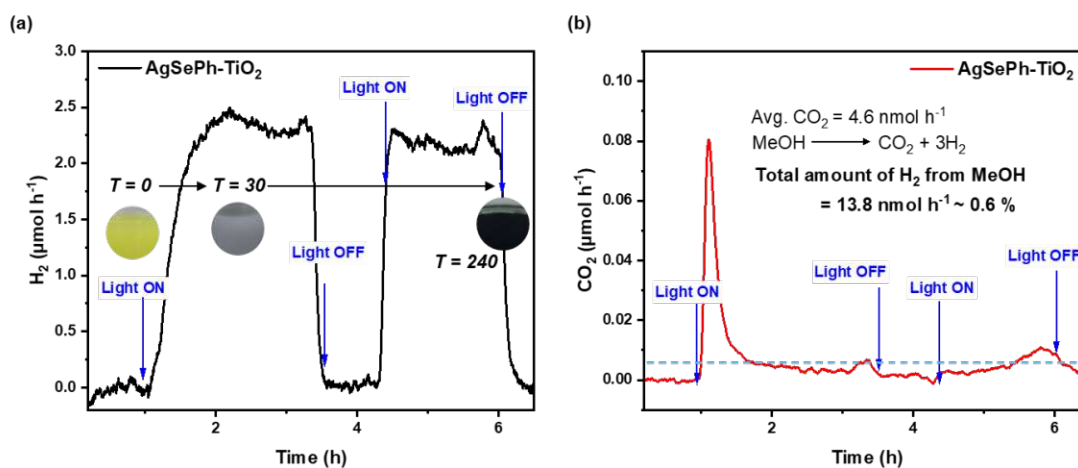 (a)
3.0
2.5
2.0
1.5
1.0
0.5
0.0
H₂ (μmol h⁻¹)
AgSePh-TiO₂
Light ON
Light OFF
T = 0
T = 30
Light OFF
T = 240
Light ON
2
4
6
Time (h)
(b)
0.10
0.08
0.06
0.04
0.02
0.00
CO₂ (μmol h⁻¹)
AgSePh-TiO₂
Avg. CO₂ = 4.6 nmol h⁻¹
MeOH ⟶ CO₂ + 3H₂
Total amount of H₂ from MeOH
= 13.8 nmol h⁻¹ ~ 0.6 %
Light OFF
Light OFF
Light ON
Light ON
0
2
4
6
Time (h)